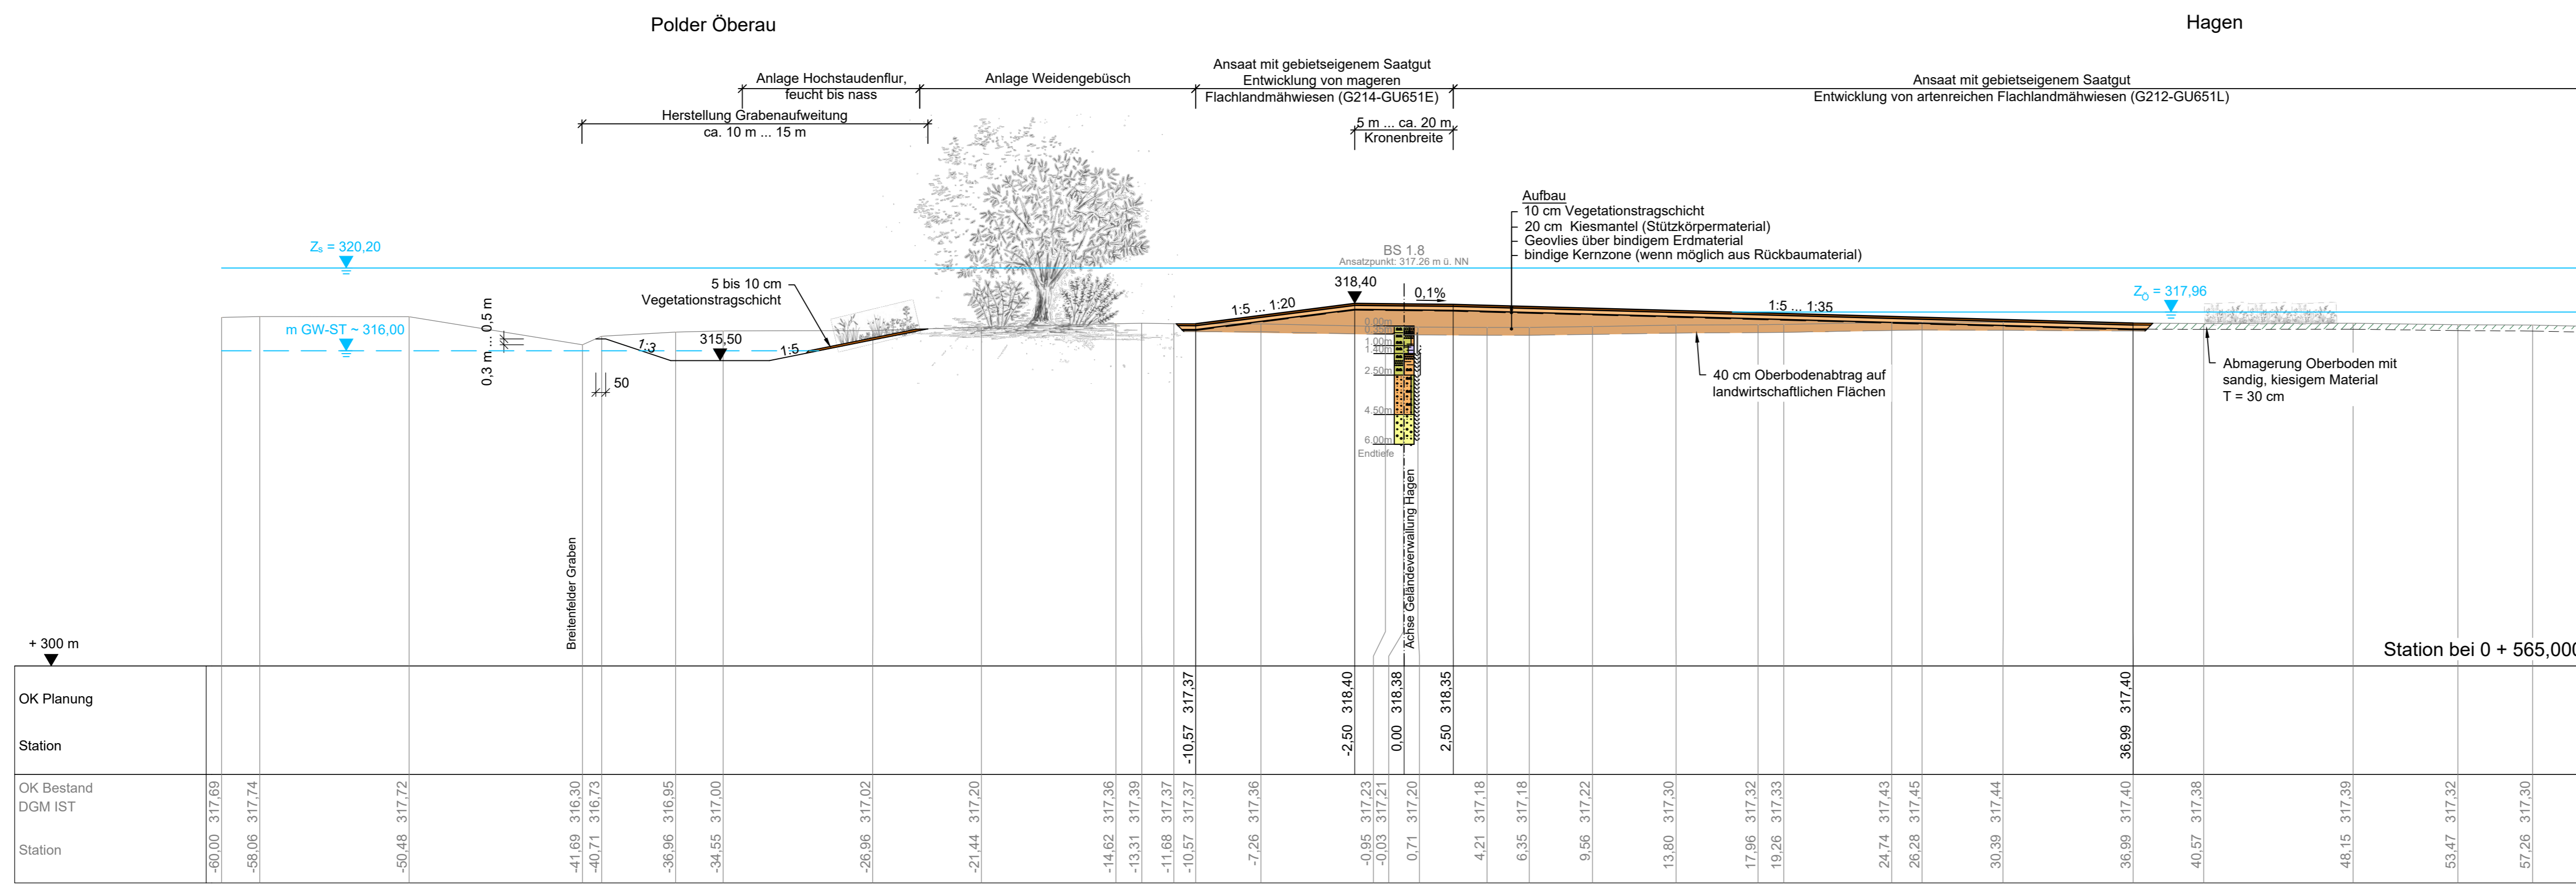 Polder Öberau
Hagen
Anlage Hochstaudenflur,
feucht bis nass
Anlage Weidengebüsch
Ansaat mit gebietseigenem Saatgut
Entwicklung von mageren
Flachlandmähwiesen (G214-GU651E)
Ansaat mit gebietseigenem Saatgut
Entwicklung von artenreichen Flachlandmähwiesen (G212-GU651L)
Herstellung Grabenaufweitung
ca. 10 m ... 15 m
5 m ... ca. 20 m
Kronenbreite
Aufbau
10 cm Vegetationstragschicht
20 cm Kiesmantel (Stützkörpermaterial)
Geovlies über bindigem Erdmaterial
bindige Kernzone (wenn möglich aus Rückbaumaterial)
Zs = 320,20
BS 1.8
Ansatzpunkt: 317.26 m ü. NN
5 bis 10 cm
Vegetationstragschicht
318,40
0,1%
1:5 ... 1:20
1:5 ... 1:35
ZÖ = 317,96
m GW-ST ~ 316,00
0,3 m ... 0,5 m
1:3
315,50
1:5
50
0.00m
1.00m
1.40m
2.50m
4.50m
6.00m
Endtiefe
40 cm Oberbodenabtrag auf
landwirtschaftlichen Flächen
Abmagerung Oberboden mit
sandig, kiesigem Material
T = 30 cm
Breitenfelder Graben
Achse Geländeverwallung Hagen
+ 300 m
Station bei 0 + 565,000
OK Planung
317,37 318,40 318,38 318,35 317,40
Station
-10,57 -2,50 0,00 2,50 36,99
OK Bestand
DGM IST
317,69 317,74 317,72 316,30 316,73 316,95 317,00 317,02 317,20 317,36 317,39 317,37 317,37 317,36 317,23 317,21 317,20 317,18 317,18 317,22 317,30 317,32 317,33 317,43 317,45 317,44 317,40 317,38 317,39 317,32 317,30
Station
-60,00 -58,06 -50,48 -41,69 -40,71 -36,96 -34,55 -26,96 -21,44 -14,62 -13,31 -11,68 -10,57 -7,26 -0,95 -0,03 0,71 4,21 6,35 9,56 13,80 17,96 19,26 24,74 26,28 30,39 36,99 40,57 48,15 53,47 57,26